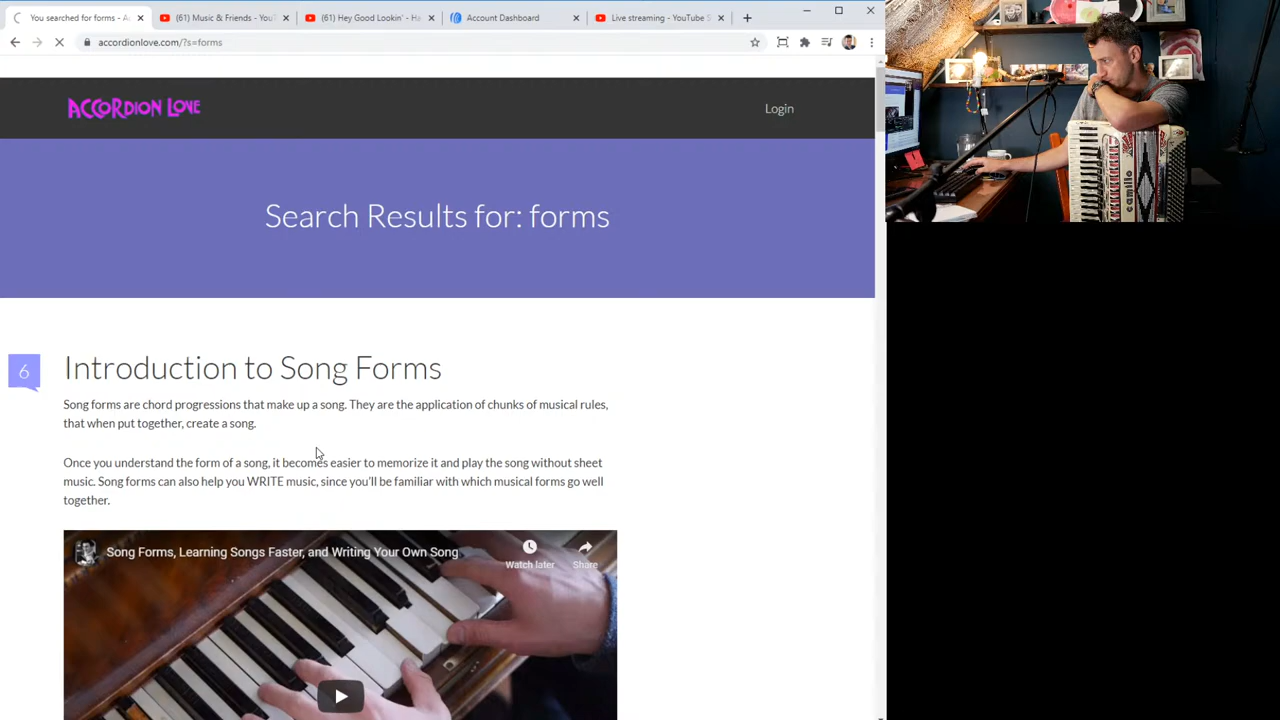 You searched for forms - A
(61) Music & Friends - YouT
(61) Hey Good Lookin' - Ha
Account Dashboard
Live streaming - YouTube S
accordionlove.com/?s=forms
ACCORDION LOVE
Login
Search Results for: forms
6
Introduction to Song Forms
Song forms are chord progressions that make up a song. They are the application of chunks of musical rules,
that when put together, create a song.
Once you understand the form of a song, it becomes easier to memorize it and play the song without sheet
music. Song forms can also help you WRITE music, since you'll be familiar with which musical forms go well
together.
Song Forms, Learning Songs Faster, and Writing Your Own Song
Watch later
Share
camillo